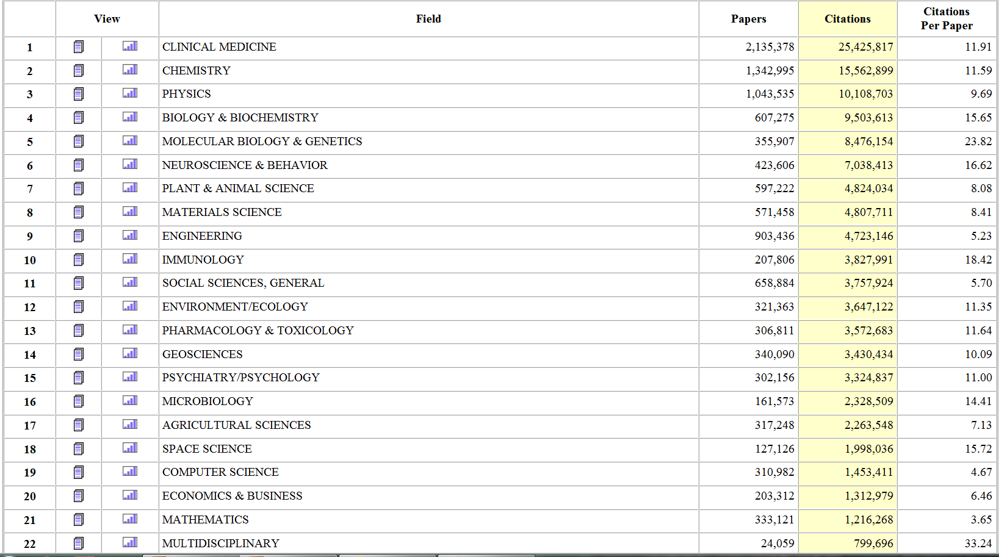 View Field Papers Citations Citations Per Paper
1 CLINICAL MEDICINE 2,135,378 25,425,817 11.91
2 CHEMISTRY 1,342,995 15,562,899 11.59
3 PHYSICS 1,043,535 10,108,703 9.69
4 BIOLOGY & BIOCHEMISTRY 607,275 9,503,613 15.65
5 MOLECULAR BIOLOGY & GENETICS 355,907 8,476,154 23.82
6 NEUROSCIENCE & BEHAVIOR 423,606 7,038,413 16.62
7 PLANT & ANIMAL SCIENCE 597,222 4,824,034 8.08
8 MATERIALS SCIENCE 571,458 4,807,711 8.41
9 ENGINEERING 903,436 4,723,146 5.23
10 IMMUNOLOGY 207,806 3,827,991 18.42
11 SOCIAL SCIENCES, GENERAL 658,884 3,757,924 5.70
12 ENVIRONMENT/ECOLOGY 321,363 3,647,122 11.35
13 PHARMACOLOGY & TOXICOLOGY 306,811 3,572,683 11.64
14 GEOSCIENCES 340,090 3,430,434 10.09
15 PSYCHIATRY/PSYCHOLOGY 302,156 3,324,837 11.00
16 MICROBIOLOGY 161,573 2,328,509 14.41
17 AGRICULTURAL SCIENCES 317,248 2,263,548 7.13
18 SPACE SCIENCE 127,126 1,998,036 15.72
19 COMPUTER SCIENCE 310,982 1,453,411 4.67
20 ECONOMICS & BUSINESS 203,312 1,312,979 6.46
21 MATHEMATICS 333,121 1,216,268 3.65
22 MULTIDISCIPLINARY 24,059 799,696 33.24